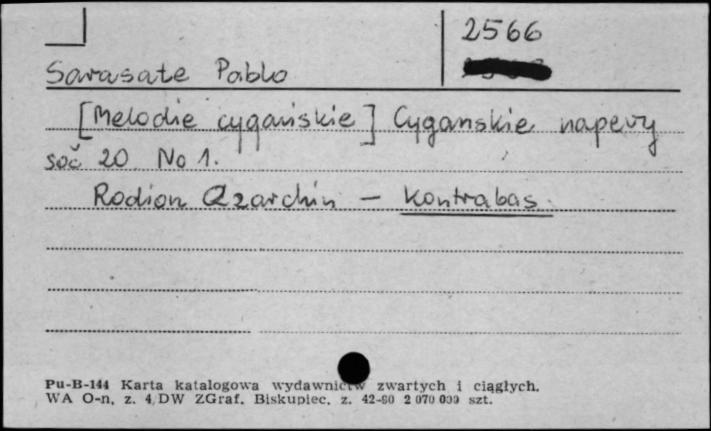 2566
Sarasate Pablo
[Melodie cygańskie] Cyganskie napevy
soč 20 No 1.
Rodion Azarchin – Kontrabas
Pu-B-144 Karta katalogowa wydawnictw zwartych i ciągłych.
WA O-n, z. 4/DW ZGraf. Biskupiec, z. 42-80 2 070 000 szt.